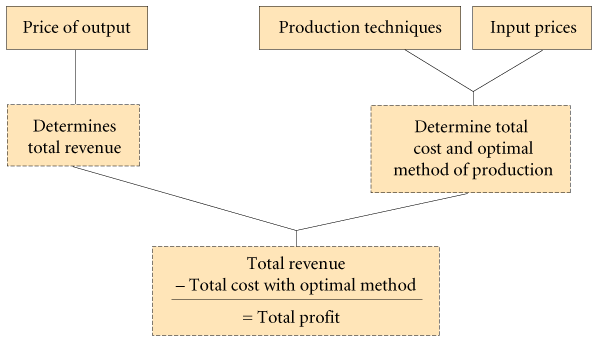 Price of output
Production techniques
Input prices
Determines
total revenue
Determine total
cost and optimal
method of production
Total revenue
– Total cost with optimal method
= Total profit